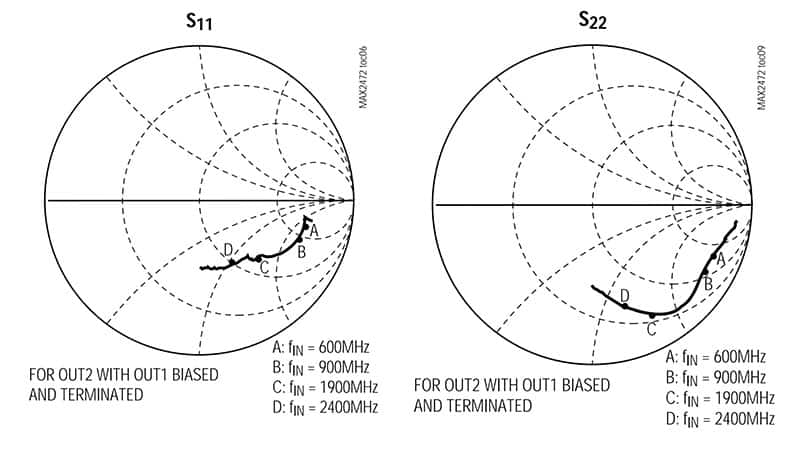 S11
MAX2472 toc06
D
C
B
A
A: fIN = 600MHz
B: fIN = 900MHz
C: fIN = 1900MHz
D: fIN = 2400MHz
FOR OUT2 WITH OUT1 BIASED
AND TERMINATED
S22
MAX2472 toc09
A
B
D
C
A: fIN = 600MHz
B: fIN = 900MHz
C: fIN = 1900MHz
D: fIN = 2400MHz
FOR OUT2 WITH OUT1 BIASED
AND TERMINATED